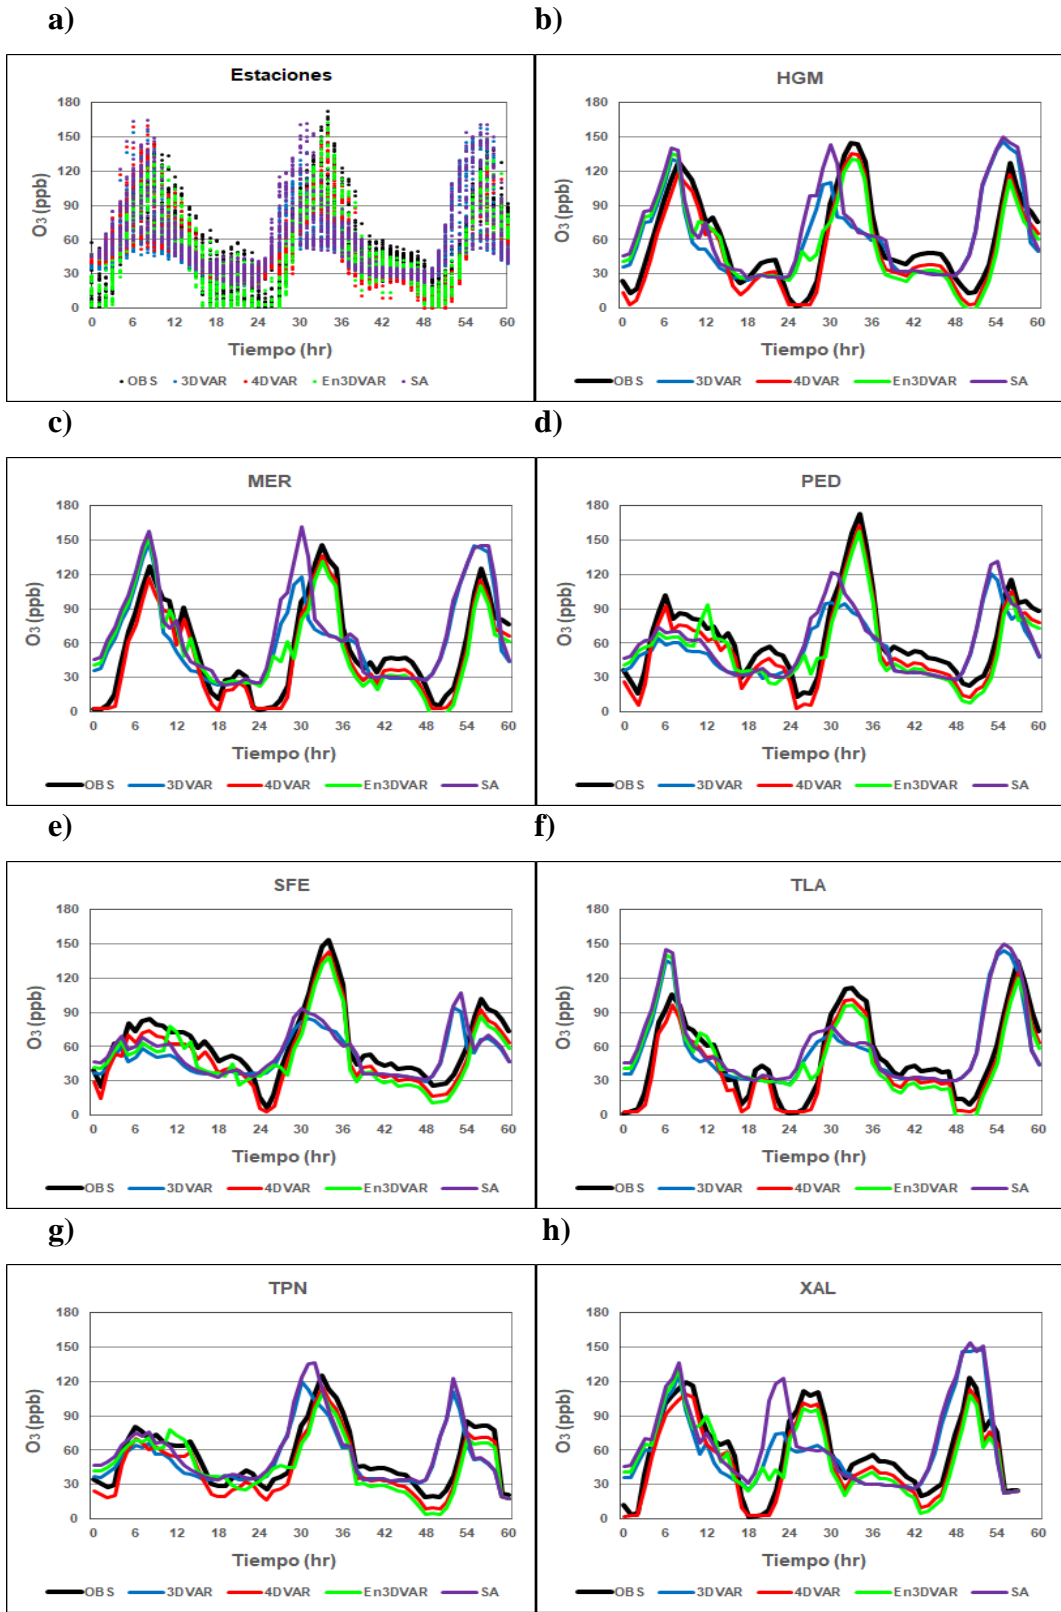 a)
b)
Estaciones
180
150
120
90
60
30
0
O3 (ppb)
0 6 12 18 24 30 36 42 48 54 60
Tiempo (hr)
OBS 3DVAR 4DVAR En3DVAR SA
HGM
180
150
120
90
60
30
0
O3 (ppb)
0 6 12 18 24 30 36 42 48 54 60
Tiempo (hr)
OBS 3DVAR 4DVAR En3DVAR SA
c)
d)
MER
180
150
120
90
60
30
0
O3 (ppb)
0 6 12 18 24 30 36 42 48 54 60
Tiempo (hr)
OBS 3DVAR 4DVAR En3DVAR SA
PED
180
150
120
90
60
30
0
O3 (ppb)
0 6 12 18 24 30 36 42 48 54 60
Tiempo (hr)
OBS 3DVAR 4DVAR En3DVAR SA
e)
f)
SFE
180
150
120
90
60
30
0
O3 (ppb)
0 6 12 18 24 30 36 42 48 54 60
Tiempo (hr)
OBS 3DVAR 4DVAR En3DVAR SA
TLA
180
150
120
90
60
30
0
O3 (ppb)
0 6 12 18 24 30 36 42 48 54 60
Tiempo (hr)
OBS 3DVAR 4DVAR En3DVAR SA
g)
h)
TPN
180
150
120
90
60
30
0
O3 (ppb)
0 6 12 18 24 30 36 42 48 54 60
Tiempo (hr)
OBS 3DVAR 4DVAR En3DVAR SA
XAL
180
150
120
90
60
30
0
O3 (ppb)
0 6 12 18 24 30 36 42 48 54 60
Tiempo (hr)
OBS 3DVAR 4DVAR En3DVAR SA